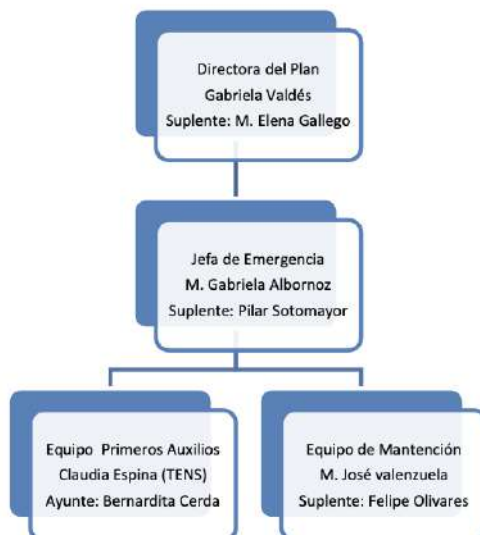 Directora del Plan
Gabriela Valdés
Suplente: M. Elena Gallego
Jefa de Emergencia
M. Gabriela Albornoz
Suplente: Pilar Sotomayor
Equipo Primeros Auxilios
Claudia Espina (TENS)
Ayunte: Bernardita Cerda
Equipo de Mantención
M. José valenzuela
Suplente: Felipe Olivares